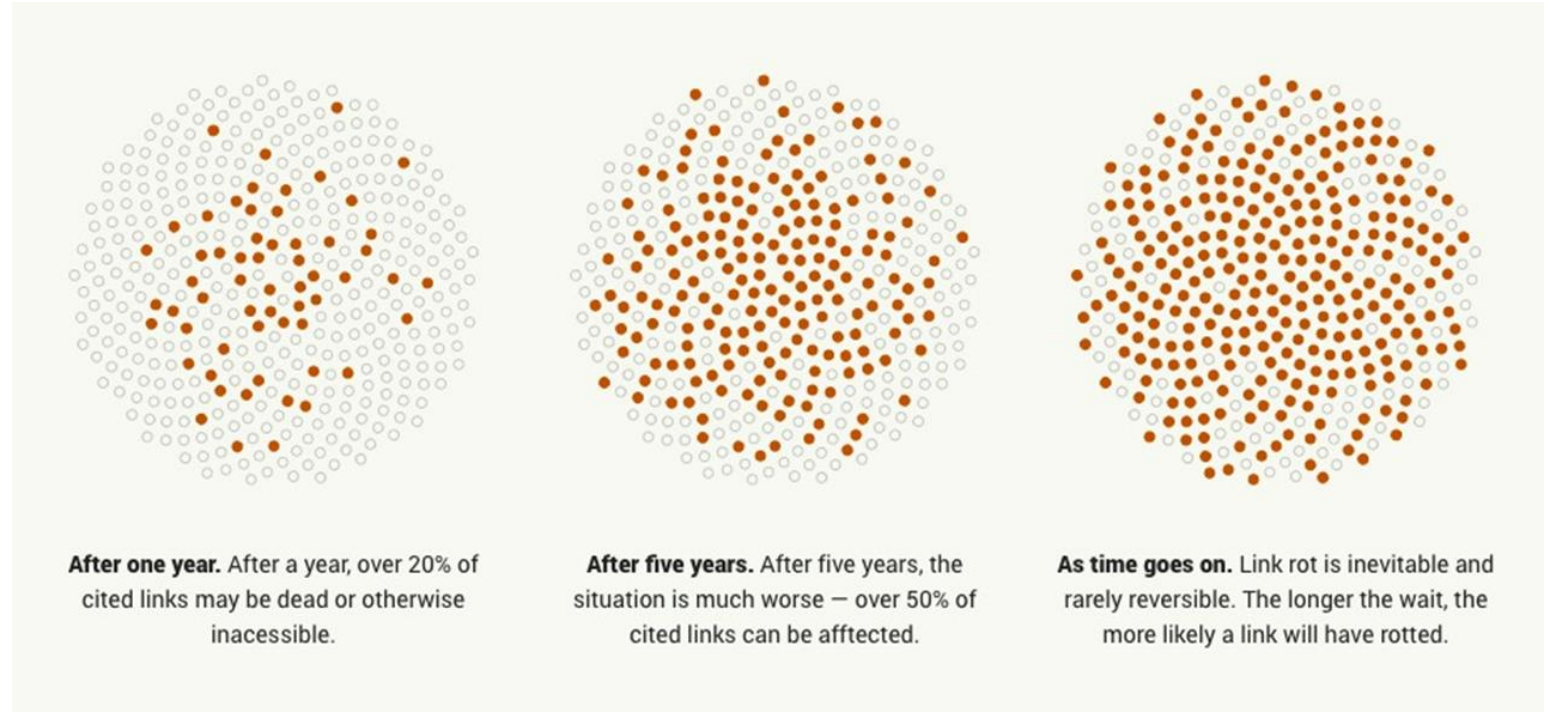 After one year. After a year, over 20% of
cited links may be dead or otherwise
inacessible.
After five years. After five years, the
situation is much worse — over 50% of
cited links can be afftected.
As time goes on. Link rot is inevitable and
rarely reversible. The longer the wait, the
more likely a link will have rotted.